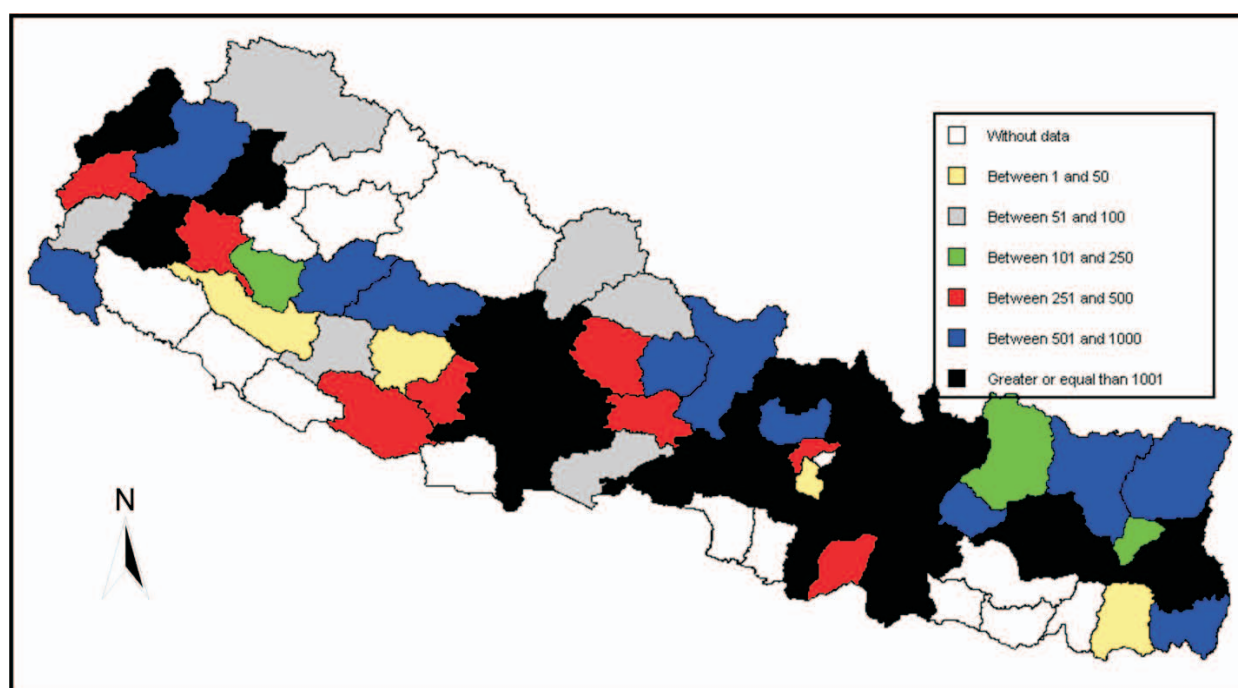 Without data
Between 1 and 50
Between 51 and 100
Between 101 and 250
Between 251 and 500
Between 501 and 1000
Greater or equal than 1001
N